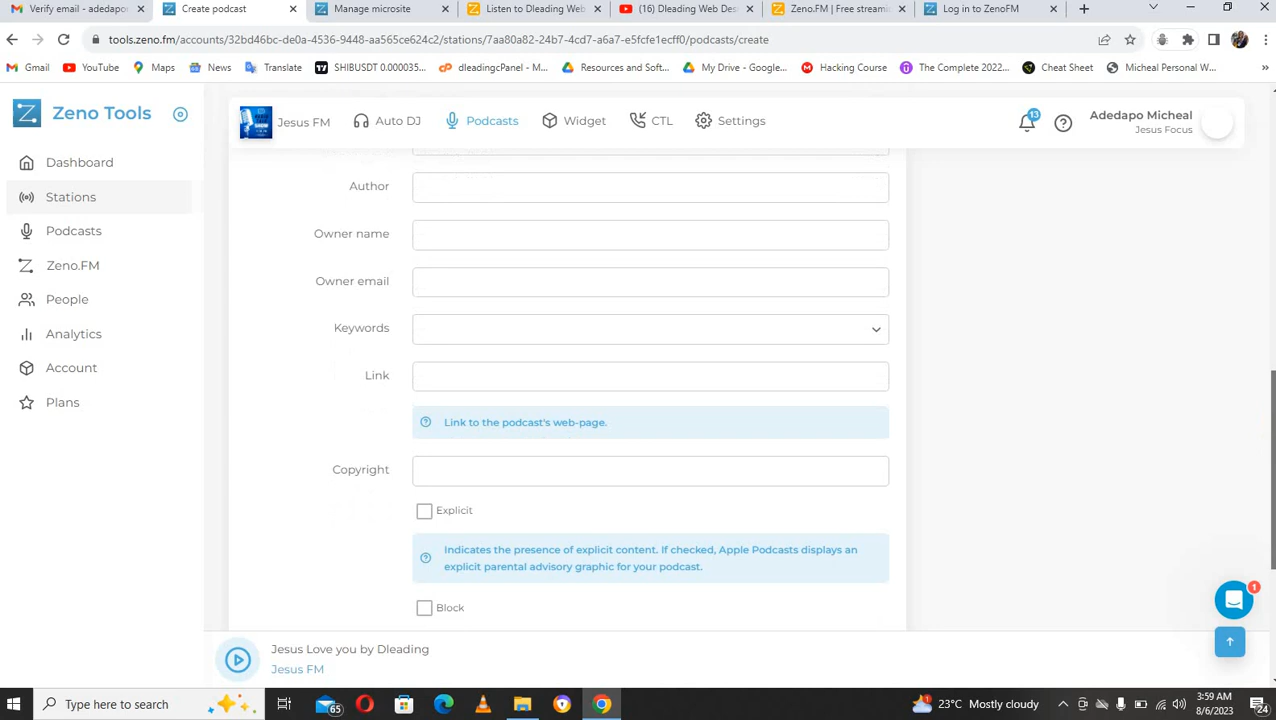 Verify email - adedapo
Create podcast
Manage microsite
Listen to Dleading Web
(16) Dleading Web Des
Zeno.FM | Free streami
Log in to ZenoFM
tools.zeno.fm/accounts/32bd46bc-de0a-4536-9448-aa565ce624c2/stations/7aa80a82-24b7-4cd7-a6a7-e5fcfe1ecff0/podcasts/create
Gmail
YouTube
Maps
News
Translate
SHIBUSDT 0.000035...
dleadingcPanel - M...
Resources and Soft...
My Drive - Google...
Hacking Course
The Complete 2022...
Cheat Sheet
Micheal Personal W...
Zeno Tools
Jesus FM
Auto DJ
Podcasts
Widget
CTL
Settings
13
Adedapo Micheal
Jesus Focus
Dashboard
Stations
Podcasts
Zeno.FM
People
Analytics
Account
Plans
Author
Owner name
Owner email
Keywords
Link
Link to the podcast's web-page.
Copyright
Explicit
Indicates the presence of explicit content. If checked, Apple Podcasts displays an
explicit parental advisory graphic for your podcast.
Block
1
Jesus Love you by Dleading
Jesus FM
Type here to search
65
23°C Mostly cloudy
3:59 AM
8/6/2023
24